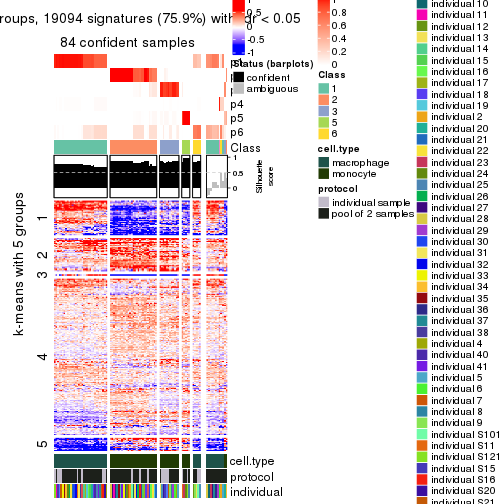 roups, 19094 signatures (75.9%) with
r < 0.05
84 confident samples
p4
p5
p6
Class
1
0.5
0
Silhouette
score
k-means with 5 groups
1
2
3
4
5
cell.type
protocol
individual
0.5
0
-0.5
-1
Status (barplots)
confident
ambiguous
0.8
0.6
0.4
0.2
0
Class
1
2
3
5
6
cell.type
macrophage
monocyte
protocol
individual sample
pool of 2 samples
individual 10
individual 11
individual 12
individual 13
individual 14
individual 15
individual 16
individual 17
individual 18
individual 19
individual 2
individual 20
individual 21
individual 22
individual 23
individual 24
individual 25
individual 26
individual 27
individual 28
individual 29
individual 30
individual 31
individual 32
individual 33
individual 34
individual 35
individual 36
individual 37
individual 38
individual 4
individual 40
individual 41
individual 5
individual 6
individual 7
individual 8
individual 9
individual S101
individual S11
individual S121
individual S15
individual S16
individual S20
individual S21